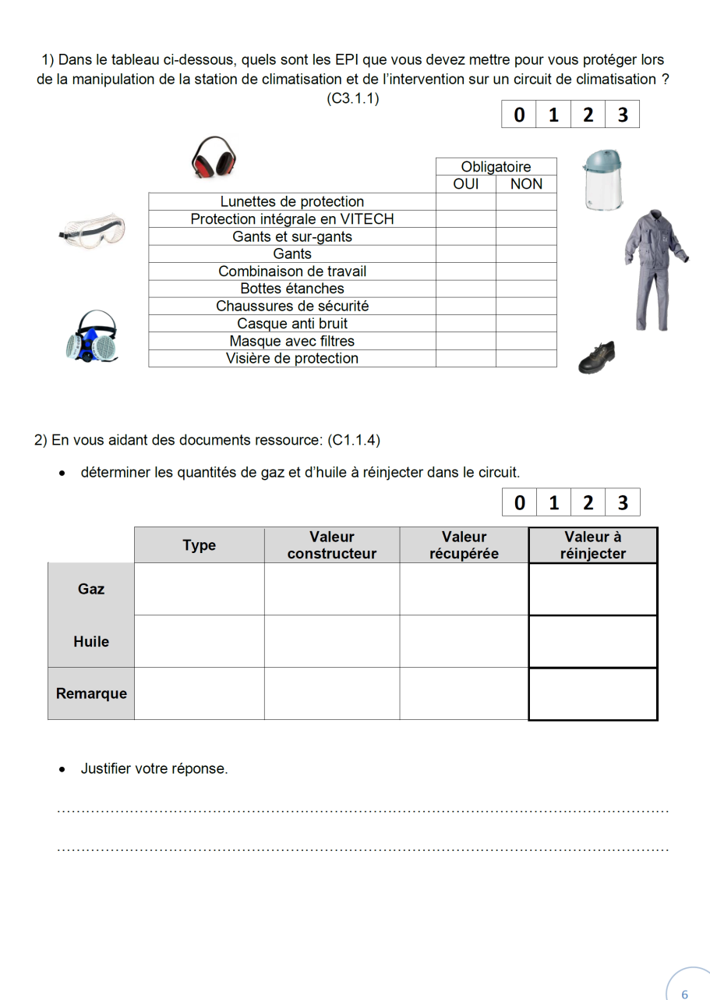 1) Dans le tableau ci-dessous, quels sont les EPI que vous devez mettre pour vous protéger lors
de la manipulation de la station de climatisation et de l’intervention sur un circuit de climatisation ?
(C3.1.1)
0 1 2 3
Obligatoire
OUI NON
Lunettes de protection
Protection intégrale en VITECH
Gants et sur-gants
Gants
Combinaison de travail
Bottes étanches
Chaussures de sécurité
Casque anti bruit
Masque avec filtres
Visière de protection
2) En vous aidant des documents ressource: (C1.1.4)
• déterminer les quantités de gaz et d’huile à réinjecter dans le circuit.
0 1 2 3
Type Valeur constructeur Valeur récupérée Valeur à réinjecter
Gaz
Huile
Remarque
• Justifier votre réponse.
6